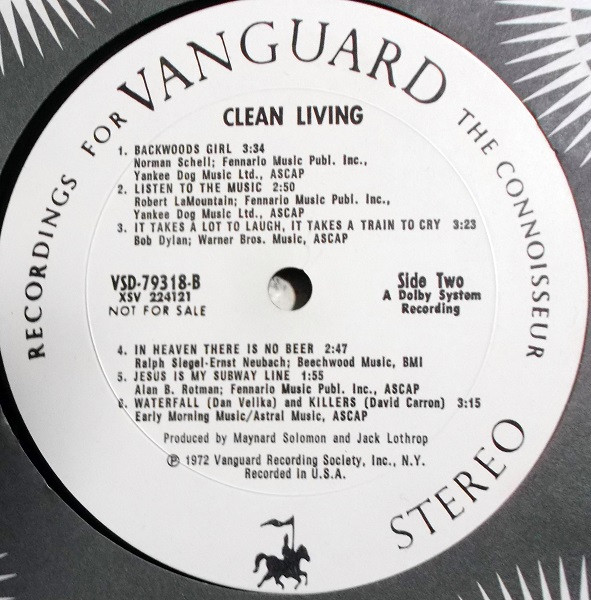 RECORDINGS FOR VANGUARD THE CONNOISSEUR
CLEAN LIVING
1. BACKWOODS GIRL 3:34
Norman Schell; Fennario Music Publ. Inc.,
Yankee Dog Music Ltd., ASCAP
2. LISTEN TO THE MUSIC 2:50
Robert LaMountain; Fennario Music Publ. Inc.,
Yankee Dog Music Ltd., ASCAP
3. IT TAKES A LOT TO LAUGH, IT TAKES A TRAIN TO CRY 3:23
Bob Dylan; Warner Bros. Music, ASCAP
VSD-79318-B
XSV 224121
NOT FOR SALE
Side Two
A Dolby System
Recording
4. IN HEAVEN THERE IS NO BEER 2:47
Ralph Siegel-Ernst Neubach; Beechwood Music, BMI
5. JESUS IS MY SUBWAY LINE 1:55
Alan B. Rotman; Fennario Music Publ. Inc., ASCAP
6. WATERFALL (Dan Velika) and KILLERS (David Carron) 3:15
Early Morning Music/Astral Music, ASCAP
Produced by Maynard Solomon and Jack Lothrop
℗ 1972 Vanguard Recording Society, Inc., N.Y.
Recorded in U.S.A.
STEREO